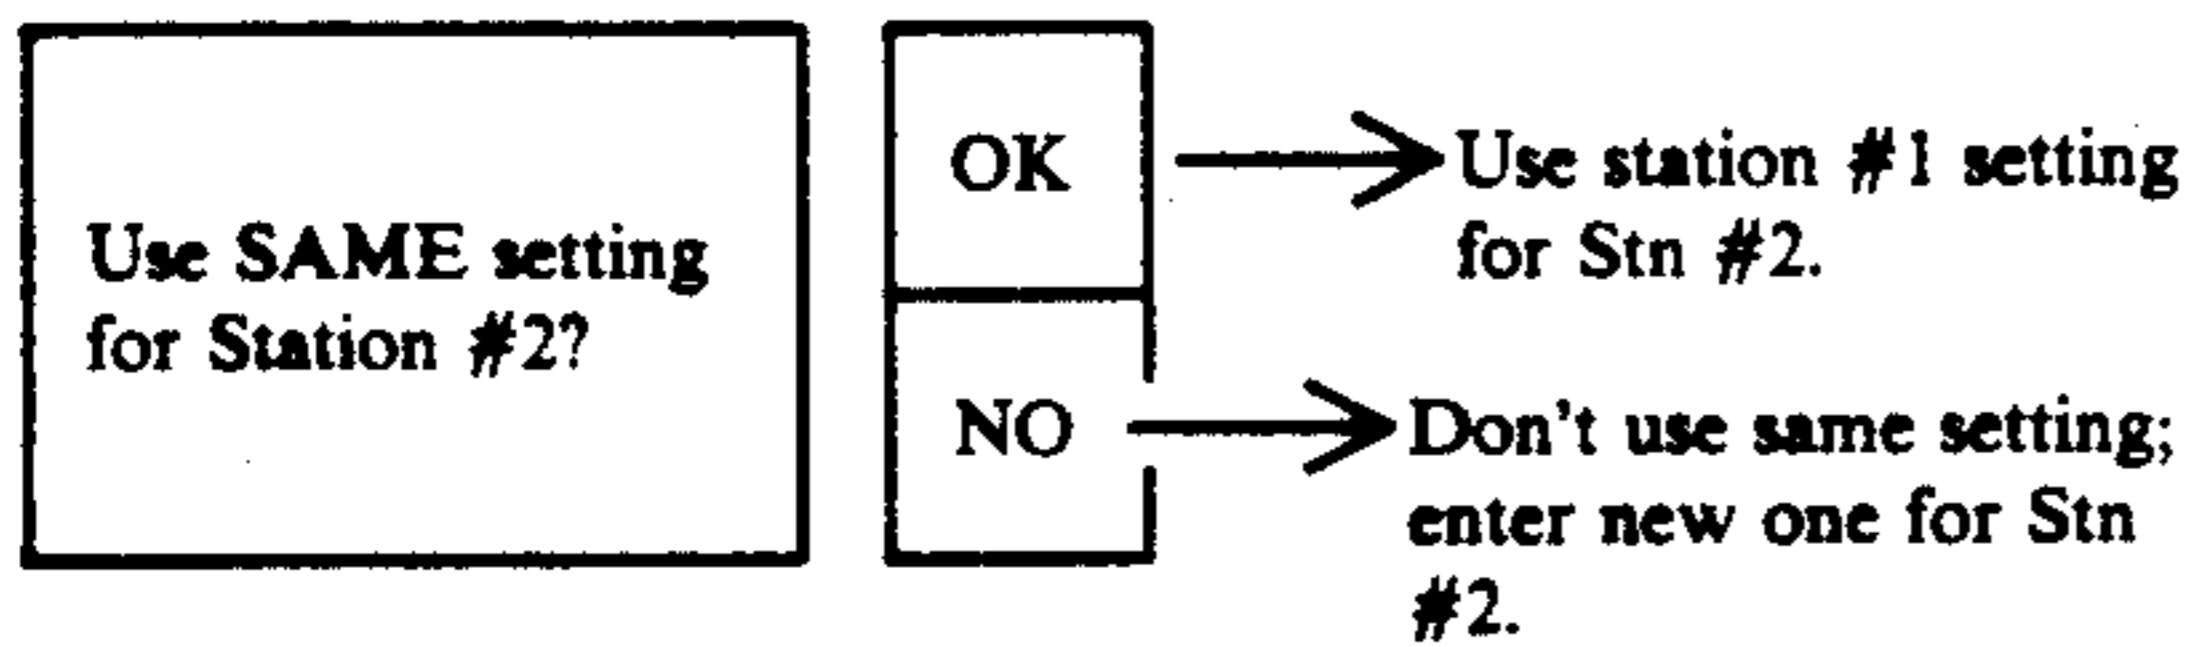 Use SAME setting
for Station #2?
OK
Use station #1 setting
for Stn #2.
NO
Don't use same setting;
enter new one for Stn
#2.